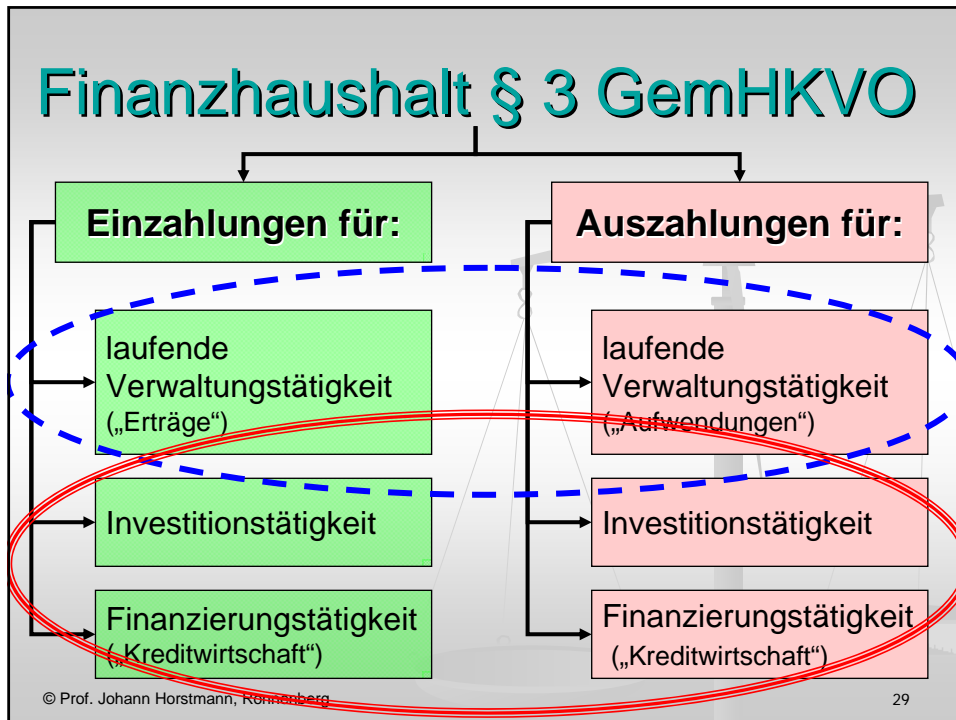 Finanzhaushalt § 3 GemHKVO
Einzahlungen für:
laufende
Verwaltungstätigkeit
(„Erträge“)
Investitionstätigkeit
Finanzierungstätigkeit
(„Kreditwirtschaft“)
Auszahlungen für:
laufende
Verwaltungstätigkeit
(„Aufwendungen“)
Investitionstätigkeit
Finanzierungstätigkeit
(„Kreditwirtschaft“)
© Prof. Johann Horstmann, Ronnenberg
29